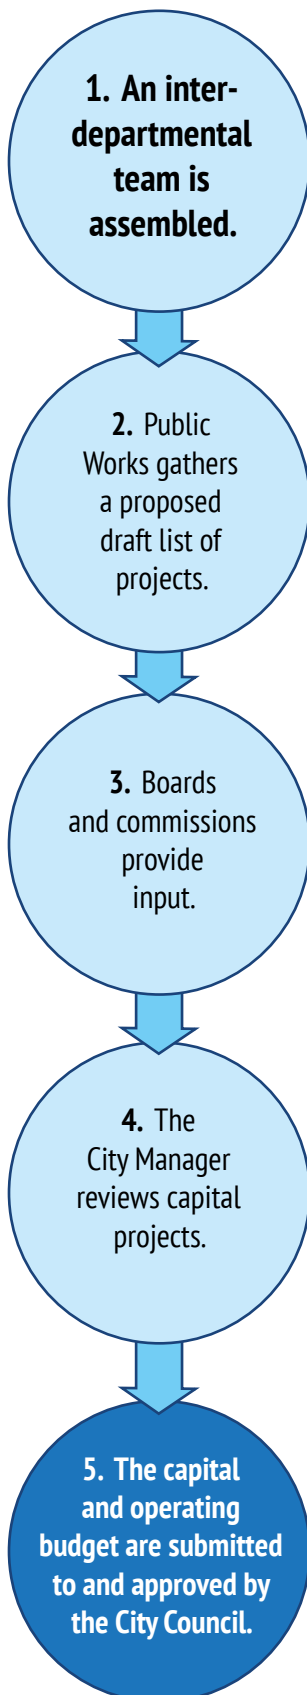 1. An inter-
departmental
team is
assembled.
2. Public
Works gathers
a proposed
draft list of
projects.
3. Boards
and commissions
provide
input.
4. The
City Manager
reviews capital
projects.
5. The capital
and operating
budget are submitted
to and approved by
the City Council.